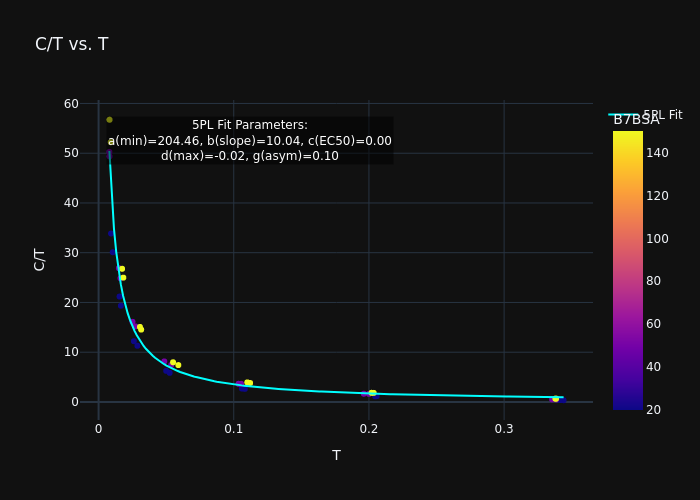 C/T vs. T
5PL Fit Parameters:
a(min)=204.46, b(slope)=10.04, c(EC50)=0.00
d(max)=-0.02, g(asym)=0.10
60
50
40
30
20
10
0
C/T
0
0.1
0.2
0.3
T
5PL Fit
B7BSA
140
120
100
80
60
40
20